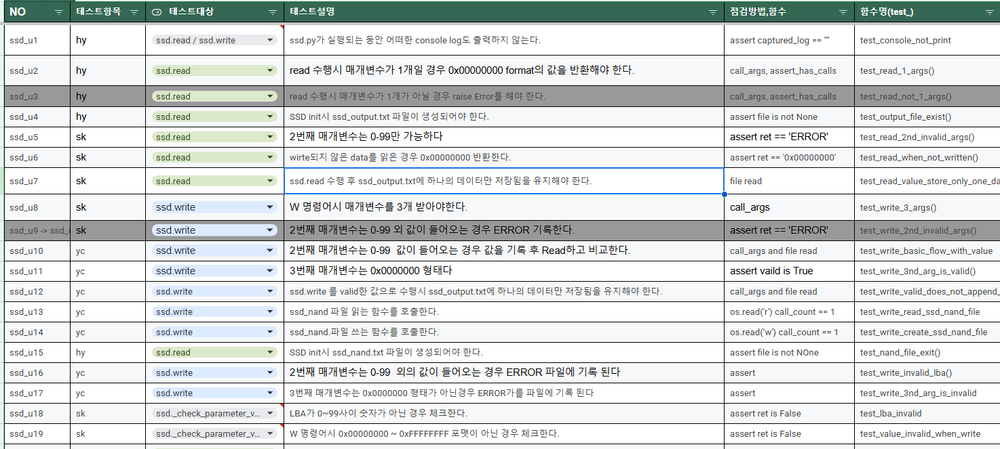 NO 테스트항목 테스트대상 테스트설명 점검방법,함수 함수명(test_)
ssd_u1 hy ssd.read / ssd.write ssd.py가 실행되는 동안 어떠한 console log도 출력하지 않는다. assert captured_log == "" test_console_not_print
ssd_u2 hy ssd.read read 수행시 매개변수가 1개일 경우 0x00000000 format의 값을 반환해야 한다. call_args, assert_has_calls test_read_1_args()
ssd_u3 hy ssd.read read 수행시 매개변수가 1개가 아닐 경우 raise Error를 해야 한다. call_args, assert_has_calls test_read_not_1_args()
ssd_u4 hy ssd.read SSD init시 ssd_output.txt 파일이 생성되어야 한다. assert file is not None test_output_file_exist()
ssd_u5 sk ssd.read 2번째 매개변수는 0-99만 가능하다 assert ret == 'ERROR' test_read_2nd_invalid_args()
ssd_u6 sk ssd.read wirte되지 않은 data를 읽은 경우 0x00000000 반환한다. assert ret == '0x00000000' test_read_when_not_written()
ssd_u7 sk ssd.read ssd.read 수행 후 ssd_output.txt에 하나의 데이터만 저장됨을 유지해야 한다. file read test_read_value_store_only_one_da
ssd_u8 sk ssd.write W 명령어시 매개변수를 3개 받아야한다. call_args test_write_3_args()
ssd_u9 -> ssd_ sk ssd.write 2번째 매개변수는 0-99 외 값이 들어오는 경우 ERROR 기록한다. assert ret == 'ERROR' test_write_2nd_invalid_args()
ssd_u10 yc ssd.write 2번째 매개변수는 0-99 값이 들어오는 경우 값을 기록 후 Read하고 비교한다. call_args and file read test_write_basic_flow_with_value
ssd_u11 yc ssd.write 3번째 매개변수는 0x0000000 형태다 assert vaild is True test_write_3nd_arg_is_valid()
ssd_u12 yc ssd.write ssd.write 를 valid한 값으로 수행시 ssd_output.txt에 하나의 데이터만 저장됨을 유지해야 한다. call_args and file read test_write_valid_does_not_append_
ssd_u13 yc ssd.write ssd_nand 파일 읽는 함수를 호출한다. os.read('r') call_count == 1 test_write_read_ssd_nand_file
ssd_u14 yc ssd.write ssd_nand.파일 쓰는 함수를 호출한다. os.read('w') call_count == 1 test_write_create_ssd_nand_file
ssd_u15 hy ssd.read SSD init시 ssd_nand.txt 파일이 생성되어야 한다. assert file is not NOne test_nand_file_exit()
ssd_u16 yc ssd.write 2번째 매개변수는 0-99 외의 값이 들어오는 경우 ERROR 파일에 기록 된다 assert test_write_invalid_lba()
ssd_u17 yc ssd.write 3번째 매개변수는 0x0000000 형태가 아닌경우 ERROR가를 파일에 기록 된다 assert test_write_3nd_arg_is_invalid
ssd_u18 sk ssd._check_parameter_v... LBA가 0~99사이 숫자가 아닌 경우 체크한다. assert ret is False test_lba_invalid
ssd_u19 sk ssd._check_parameter_v... W 명령어시 0x00000000 ~ 0xFFFFFFFF 포맷이 아닌 경우 체크한다. assert ret is False test_value_invalid_when_write